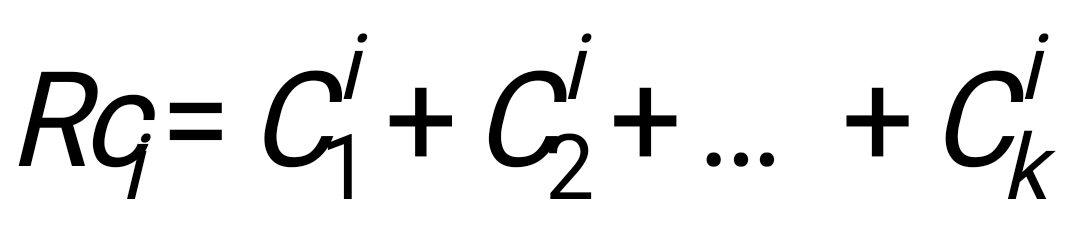 Rc_i = C_1^i + C_2^i + ... + C_k^i